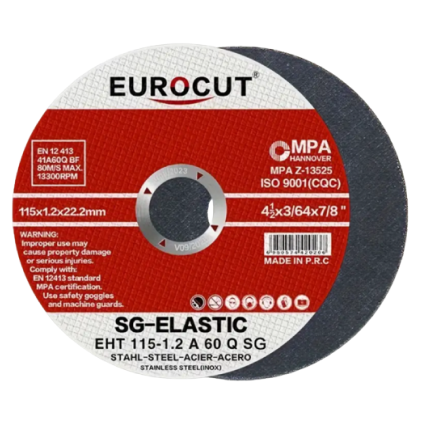 EUROCUT®
EN 12 413
41A60Q BF
80M/S MAX.
13300RPM
MPA
HANNOVER
MPA Z-13525
ISO 9001(CQC)
115x1.2x22.2mm
4½x3/64x7/8"
WARNING:
Improper use may
cause property damage
or serious injuries.
Comply with:
EN 12413 standard
MPA certification.
Use safety goggles
and machine guards.
MADE IN P.R.C
SG-ELASTIC
EHT 115-1.2 A 60 Q SG
STAHL-STEEL-ACIER-ACERO
STAINLESS STEEL(INOX)